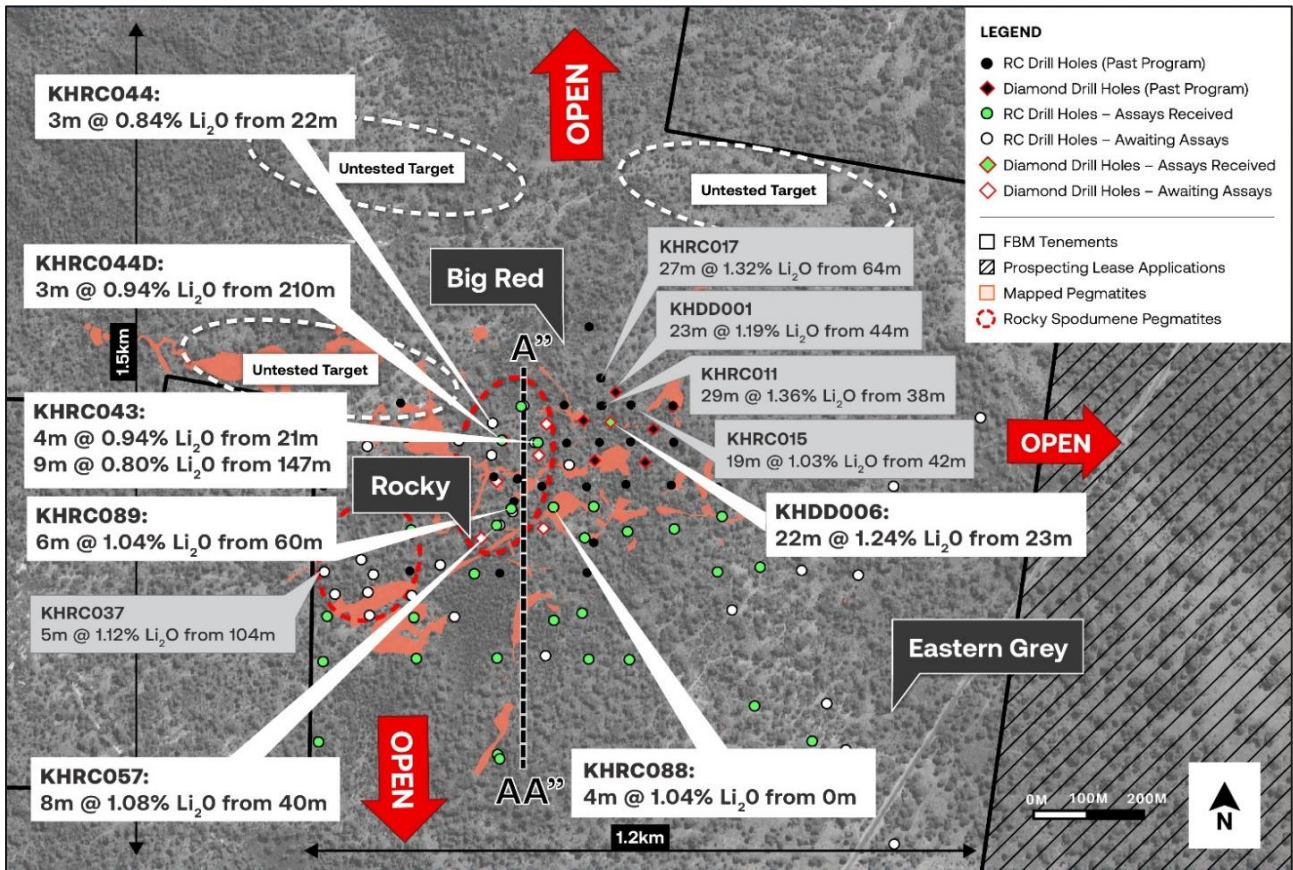 KHRC044:
3m @ 0.84% Li₂O from 22m
KHRC044D:
3m @ 0.94% Li₂O from 210m
KHRC043:
4m @ 0.94% Li₂O from 21m
9m @ 0.80% Li₂O from 147m
KHRC089:
6m @ 1.04% Li₂O from 60m
KHRC037
5m @ 1.12% Li₂O from 104m
KHRC057:
8m @ 1.08% Li₂O from 40m
1.5km
Untested Target
Untested Target
Untested Target
OPEN
Big Red
A”
Rocky
KHRC017
27m @ 1.32% Li₂O from 64m
KHDD001
23m @ 1.19% Li₂O from 44m
KHRC011
29m @ 1.36% Li₂O from 38m
KHRC015
19m @ 1.03% Li₂O from 42m
KHDD006:
22m @ 1.24% Li₂O from 23m
OPEN
Eastern Grey
OPEN
AA”
KHRC088:
4m @ 1.04% Li₂O from 0m
1.2km
LEGEND
RC Drill Holes (Past Program)
Diamond Drill Holes (Past Program)
RC Drill Holes – Assays Received
RC Drill Holes – Awaiting Assays
Diamond Drill Holes – Assays Received
Diamond Drill Holes – Awaiting Assays
FBM Tenements
Prospecting Lease Applications
Mapped Pegmatites
Rocky Spodumene Pegmatites
0M 100M 200M
N